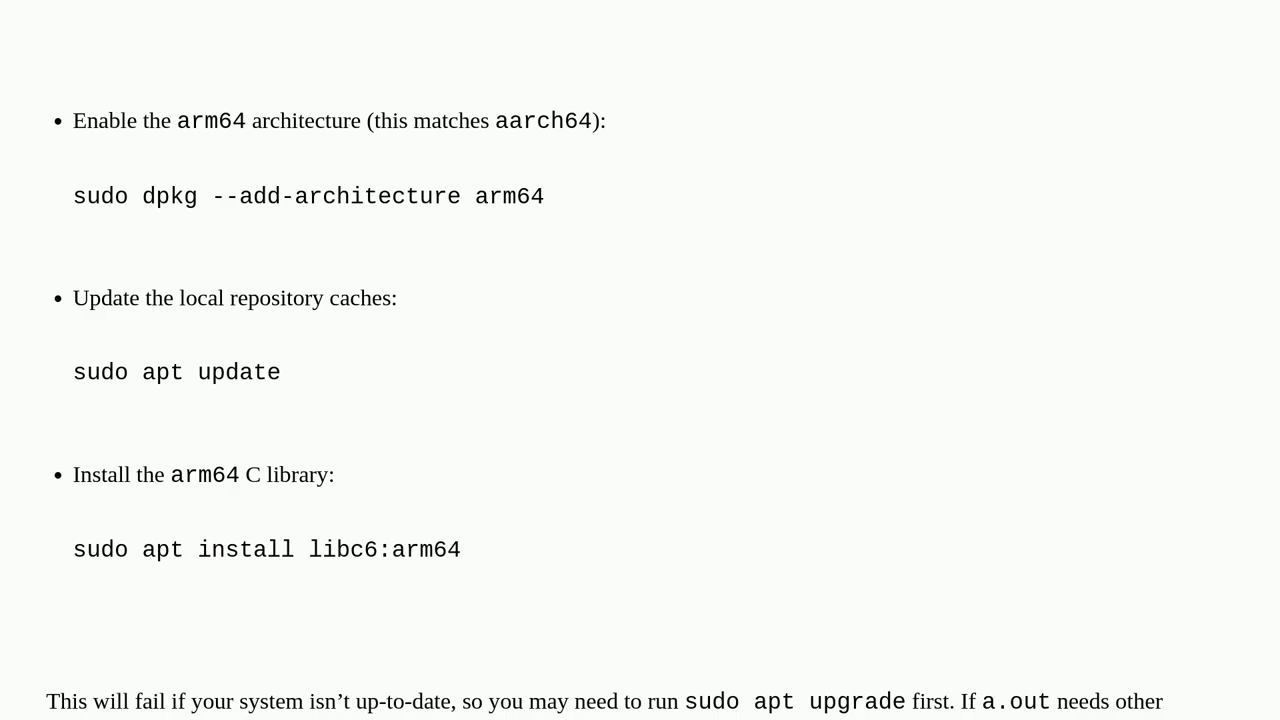 • Enable the arm64 architecture (this matches aarch64):
sudo dpkg --add-architecture arm64
• Update the local repository caches:
sudo apt update
• Install the arm64 C library:
sudo apt install libc6:arm64
This will fail if your system isn’t up-to-date, so you may need to run sudo apt upgrade first. If a.out needs other